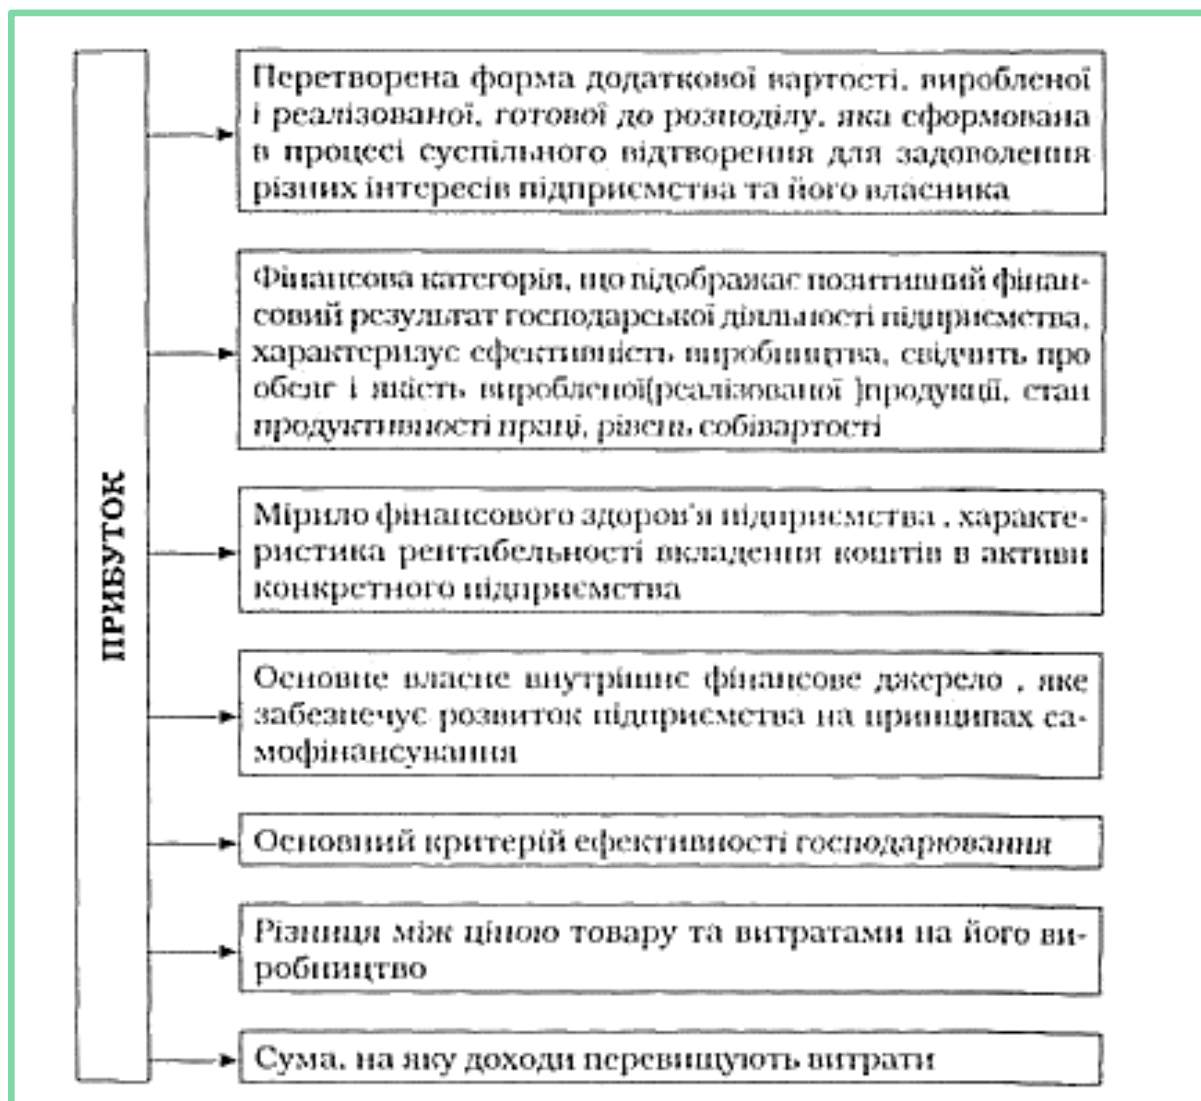 ПРИБУТОК
Перетворена форма додаткової вартості, виробленої
і реалізованої, готової до розподілу, яка сформована
в процесі суспільного відтворення для задоволення
різних інтересів підприємства та його власника
Фінансова категорія, що відображає позитивний фінан-
совий результат господарської діяльності підприємства,
характеризує ефективність виробництва, свідчить про
обсяг і якість виробленої(реалізованої )продукції, стан
продуктивності праці, рівень собівартості
Мірило фінансового здоров'я підприємства , характе-
ристика рентабельності вкладення коштів в активи
конкретного підприємства
Основне власне внутрішнє фінансове джерело , яке
забезпечує розвиток підприємства на принципах са-
мофінансування
Основний критерій ефективності господарювання
Різниця між ціною товару та витратами на його ви-
робництво
Сума, на яку доходи перевищують витрати